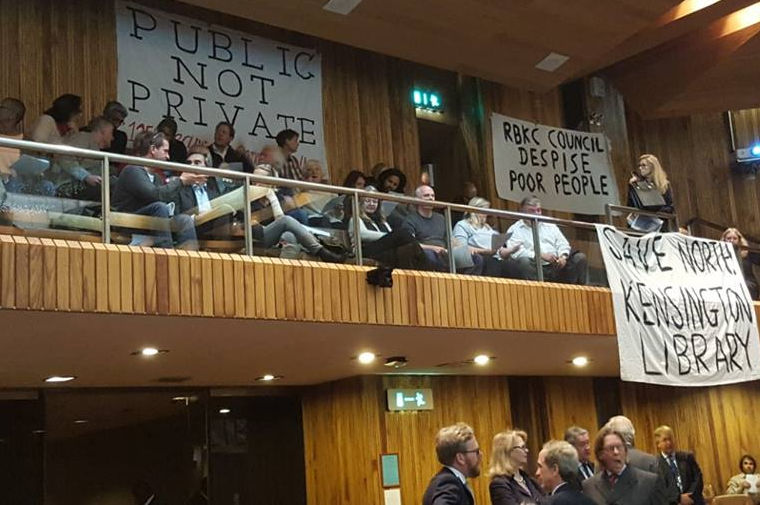 PUBLIC
NOT
PRIVATE
RBKC COUNCIL
DESPISE
POOR PEOPLE
SAVE NORTH
KENSINGTON
LIBRARY